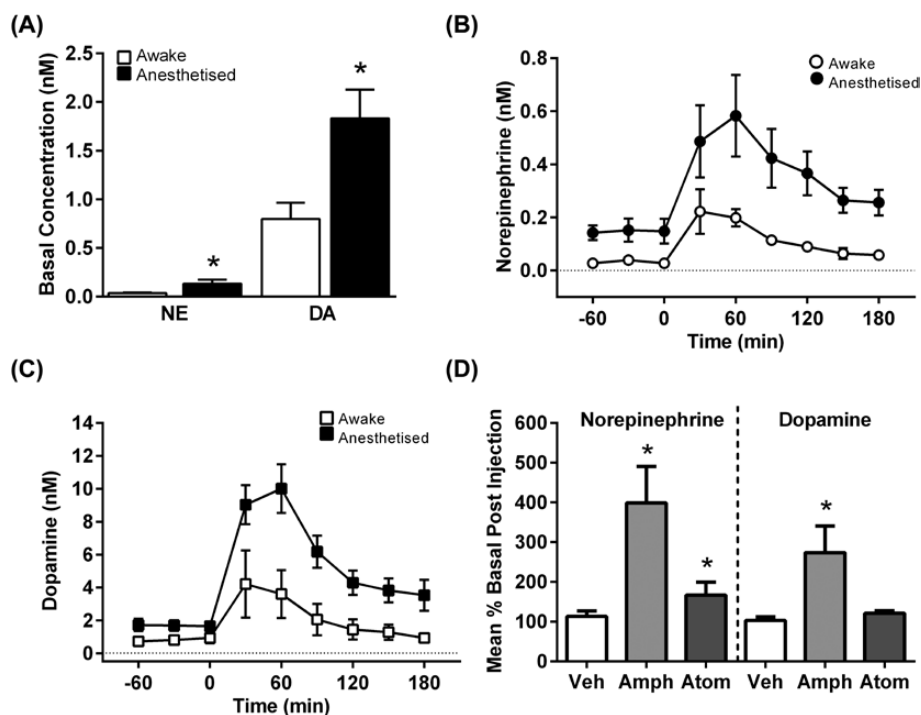 (A)
Awake
Anesthetised
Basal Concentration (nM)
2.5
2.0
1.5
1.0
0.5
0.0
*
*
NE
DA
(B)
Awake
Anesthetised
Norepinephrine (nM)
0.8
0.6
0.4
0.2
0.0
-60
0
60
120
180
Time (min)
(C)
Awake
Anesthetised
Dopamine (nM)
14
12
10
8
6
4
2
0
-60
0
60
120
180
Time (min)
(D)
Norepinephrine
Dopamine
Mean % Basal Post Injection
600
500
400
300
200
100
0
*
*
*
Veh
Amph
Atom
Veh
Amph
Atom